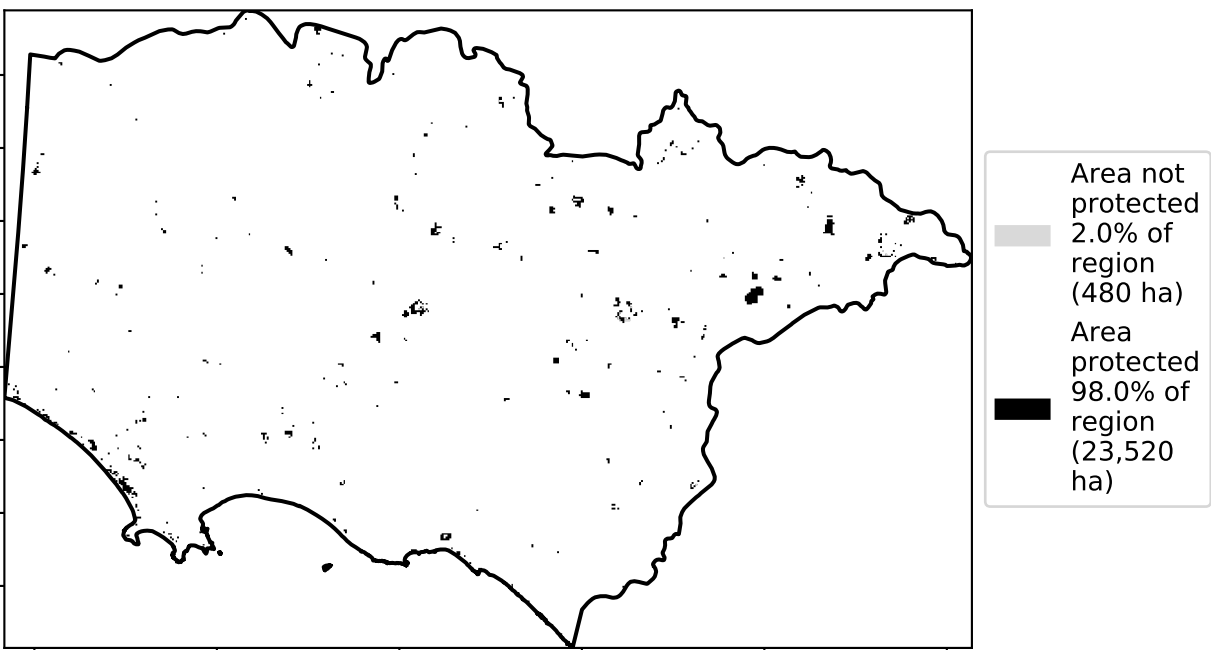 Area not
protected
2.0% of
region
(480 ha)
Area
protected
98.0% of
region
(23,520
ha)